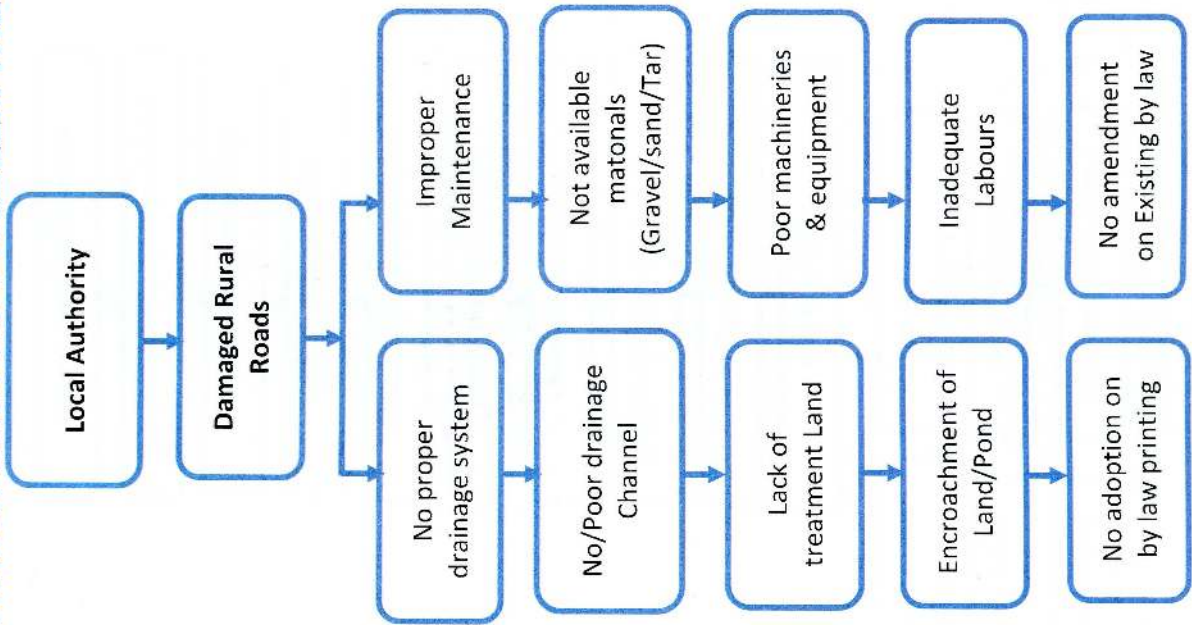 Local Authority
Damaged Rural
Roads
No proper
drainage system
Improper
Maintenance
No/Poor drainage
Channel
Not available
matonals
(Gravel/sand/Tar)
Lack of
treatment Land
Poor machineries
& equipment
Encroachment of
Land/Pond
Inadequate
Labours
No adoption on
by law printing
No amendment
on Existing by law